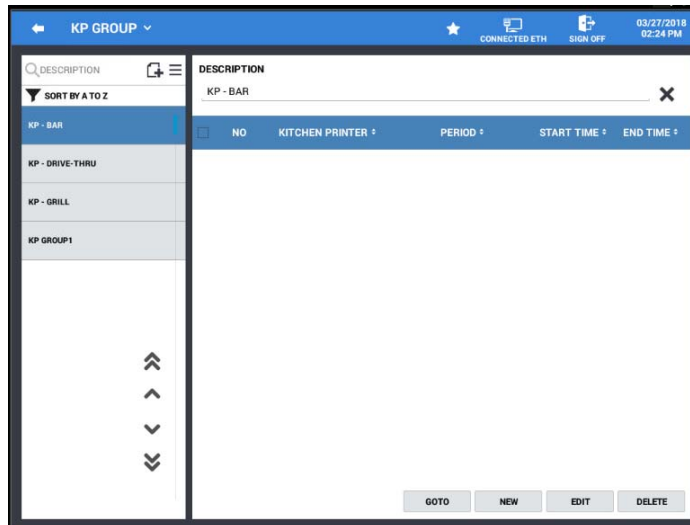 KP GROUP
CONNECTED ETH
SIGN OFF
03/27/2018
02:24 PM
DESCRIPTION
SORT BY A TO Z
KP - BAR
KP - DRIVE-THRU
KP - GRILL
KP GROUP1
DESCRIPTION
KP - BAR
NO KITCHEN PRINTER PERIOD START TIME END TIME
GOTO NEW EDIT DELETE